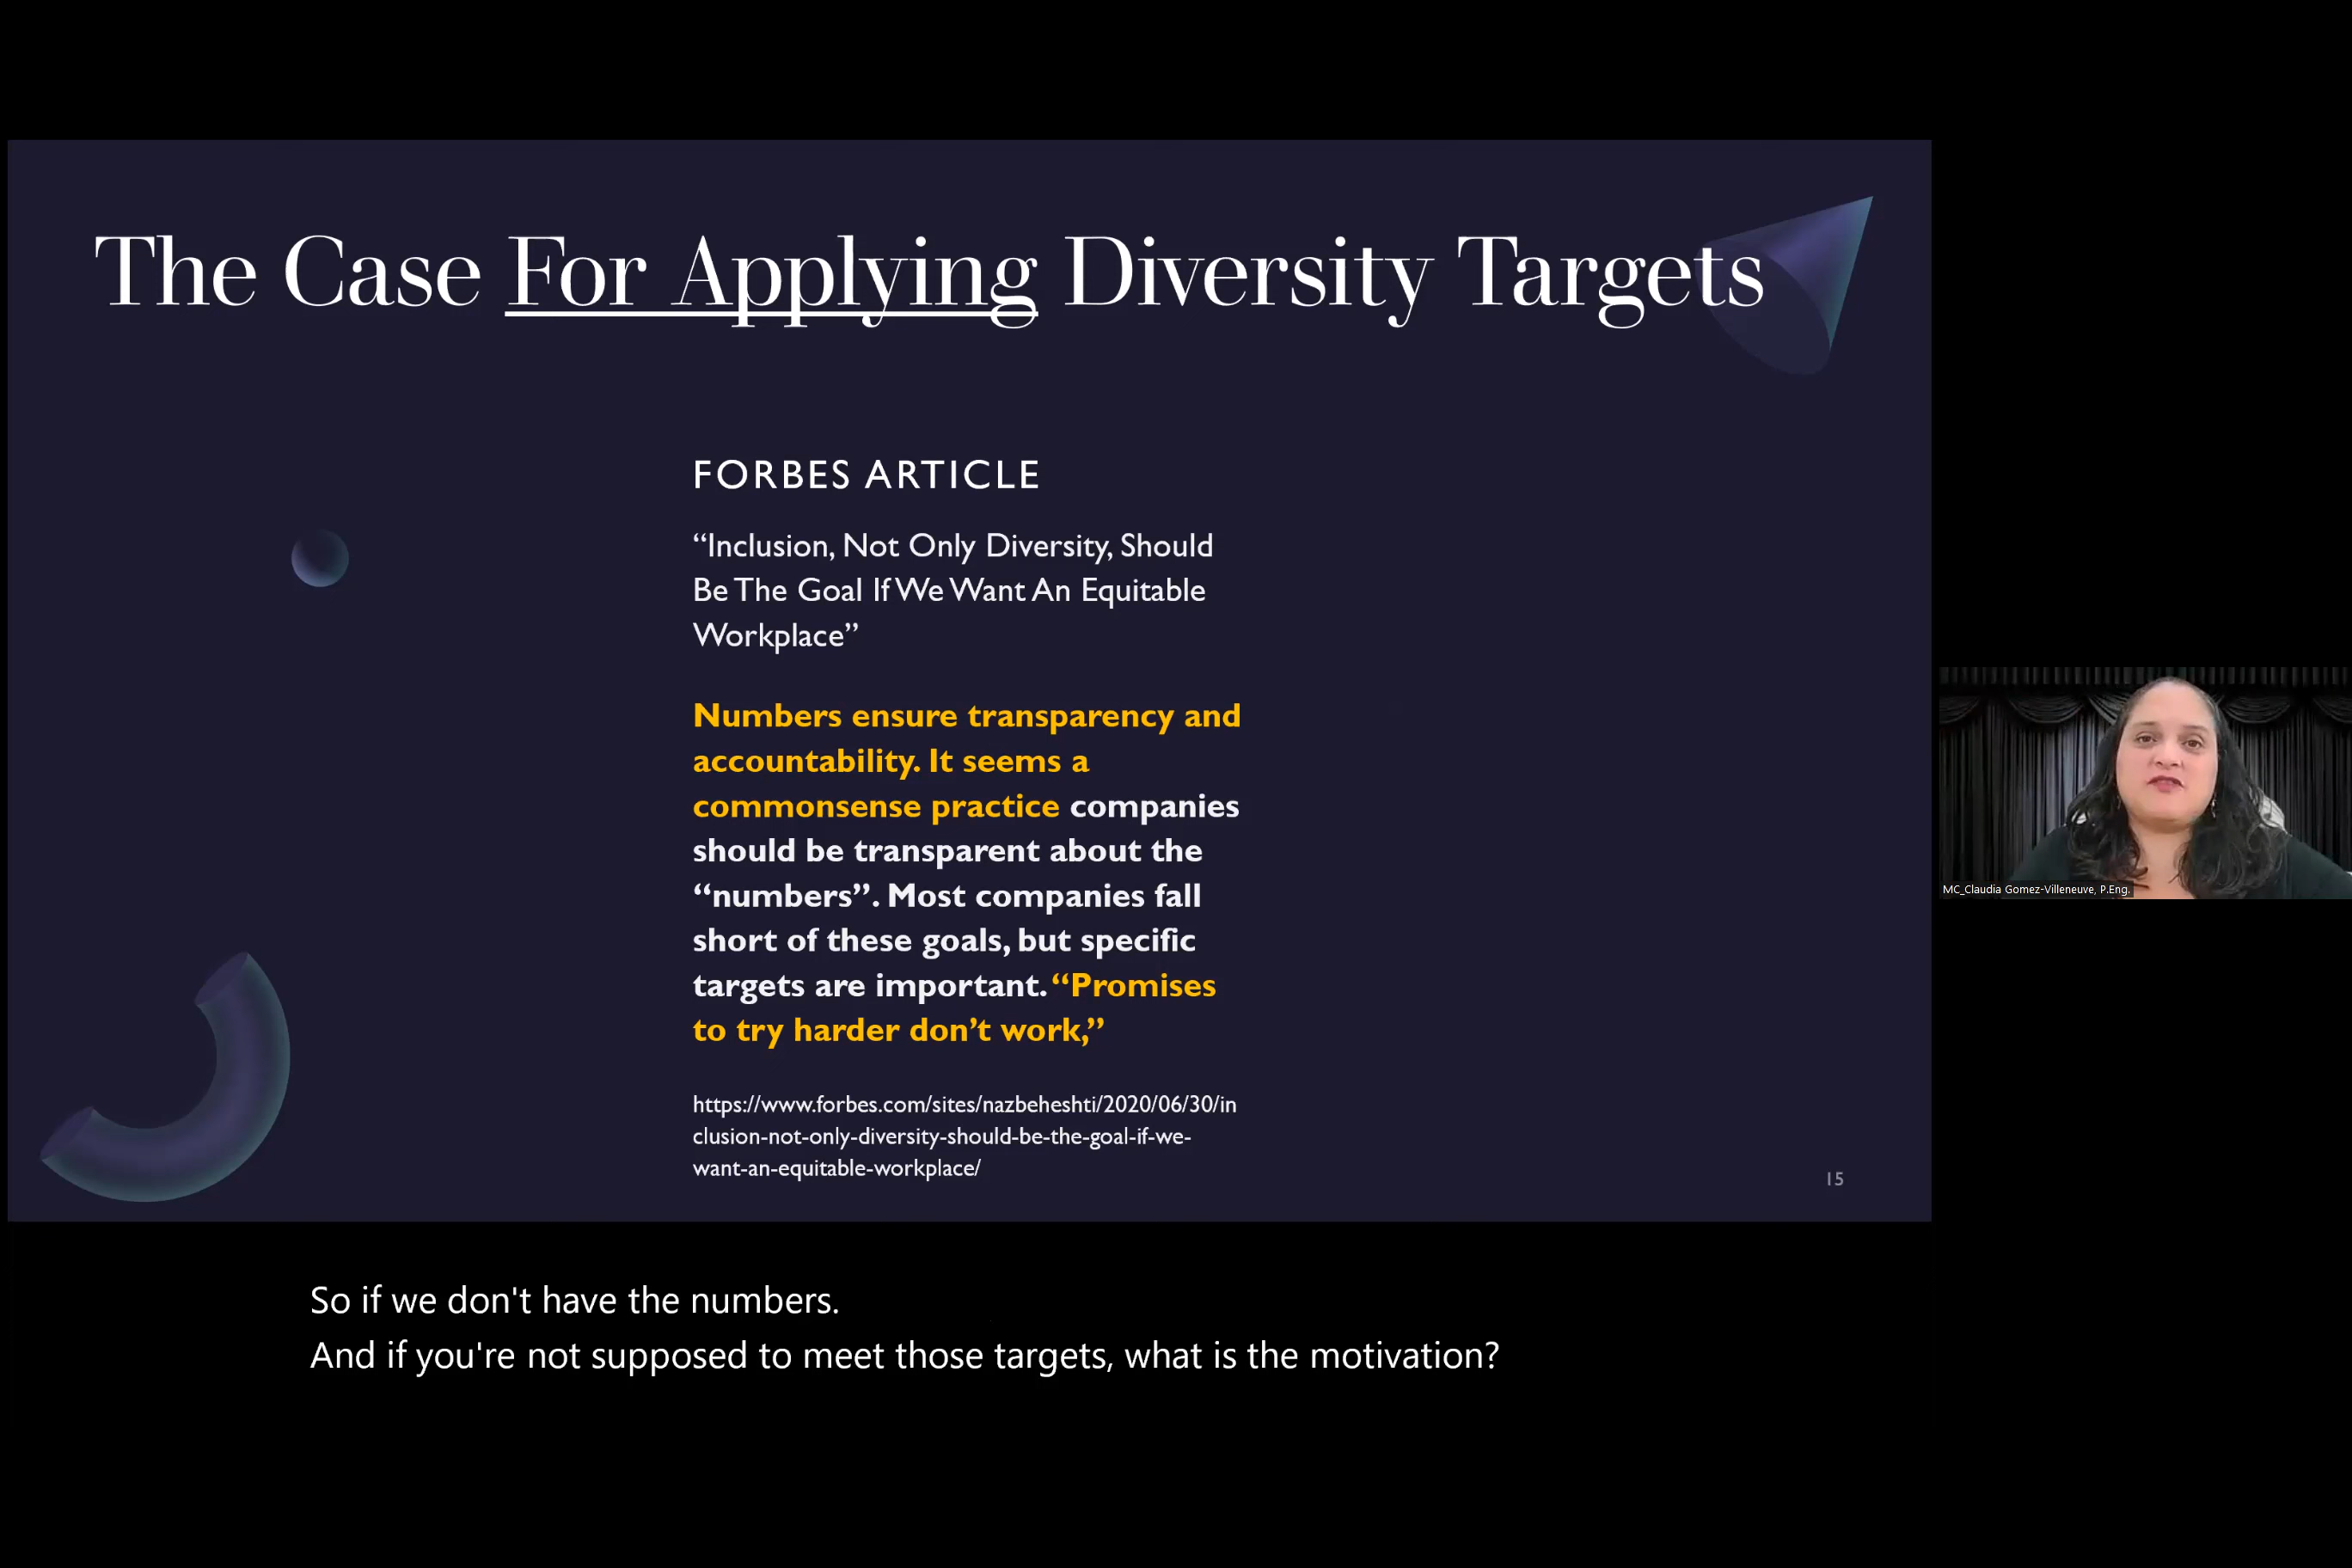 The Case For Applying Diversity Targets
FORBES ARTICLE
“Inclusion, Not Only Diversity, Should
Be The Goal If We Want An Equitable
Workplace”
Numbers ensure transparency and
accountability. It seems a
commonsense practice companies
should be transparent about the
“numbers”. Most companies fall
short of these goals, but specific
targets are important. “Promises
to try harder don’t work,”
https://www.forbes.com/sites/nazbeheshti/2020/06/30/in
clusion-not-only-diversity-should-be-the-goal-if-we-
want-an-equitable-workplace/
15
MC_Claudia Gomez-Villeneuve, P.Eng.
So if we don't have the numbers.
And if you're not supposed to meet those targets, what is the motivation?